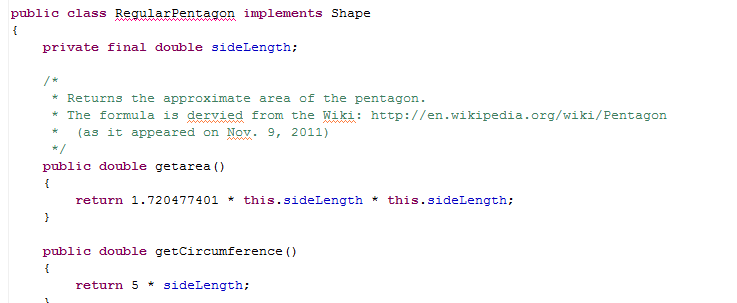 public class RegularPentagon implements Shape
{
private final double sideLength;
/*
* Returns the approximate area of the pentagon.
* The formula is dervied from the Wiki: http://en.wikipedia.org/wiki/Pentagon
* (as it appeared on Nov. 9, 2011)
*/
public double getarea()
{
return 1.720477401 * this.sideLength * this.sideLength;
}
public double getCircumference()
{
return 5 * sideLength;
}